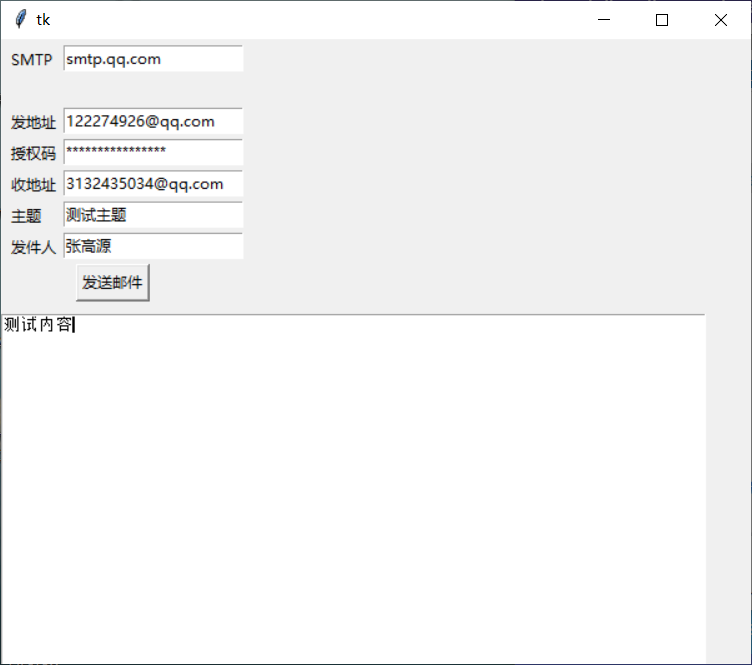 tk
SMTP smtp.qq.com
发地址 122274926@qq.com
授权码 ****************
收地址 3132435034@qq.com
主题 测试主题
发件人 张高源
发送邮件
测试内容